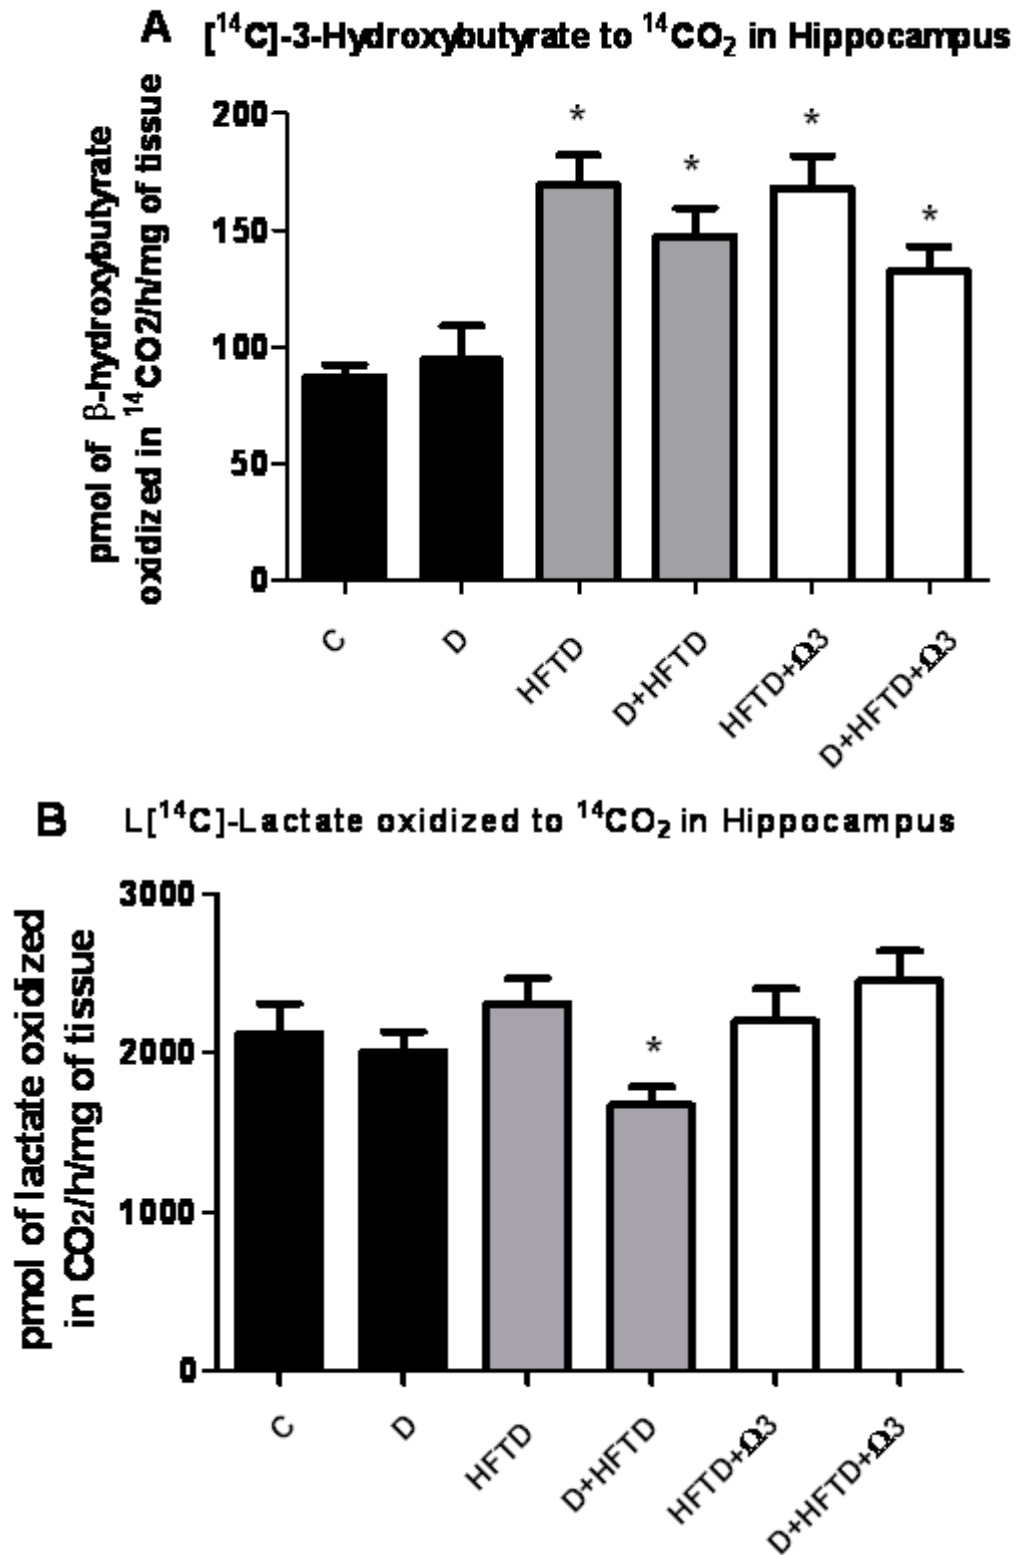 A [¹⁴C]-3-Hydroxybutyrate to ¹⁴CO₂ in Hippocampus
pmol of β-hydroxybutyrate
oxidized in ¹⁴CO2/h/mg of tissue
200
150
100
50
0
* * * *
C D HFTD D+HFTD HFTD+Ω3 D+HFTD+Ω3
B L[¹⁴C]-Lactate oxidized to ¹⁴CO₂ in Hippocampus
pmol of lactate oxidized
in CO2/h/mg of tissue
3000
2000
1000
0
*
C D HFTD D+HFTD HFTD+Ω3 D+HFTD+Ω3